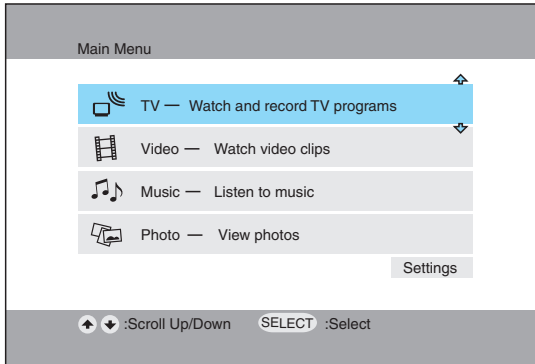 Main Menu
TV — Watch and record TV programs
Video — Watch video clips
Music — Listen to music
Photo — View photos
Settings
:Scroll Up/Down SELECT :Select